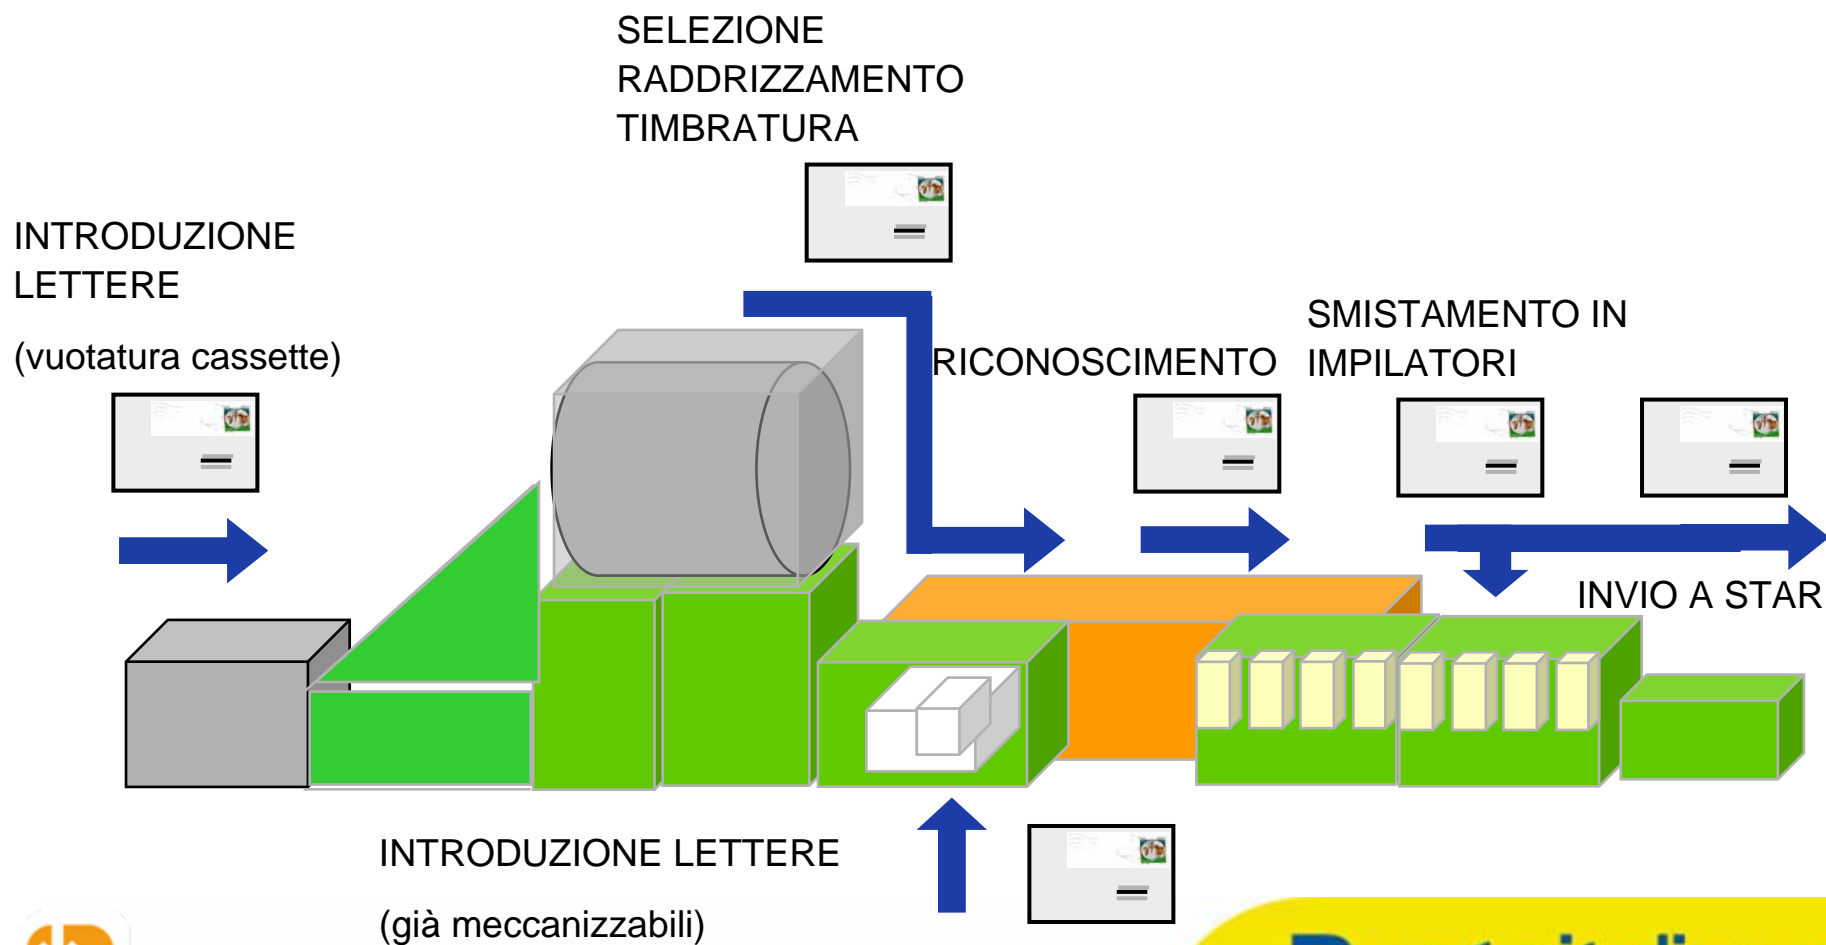 SELEZIONE
RADDRIZZAMENTO
TIMBRATURA
INTRODUZIONE
LETTERE
(vuotatura cassette)
RICONOSCIMENTO
SMISTAMENTO IN
IMPILATORI
INVIO A STAR
INTRODUZIONE LETTERE
(già meccanizzabili)